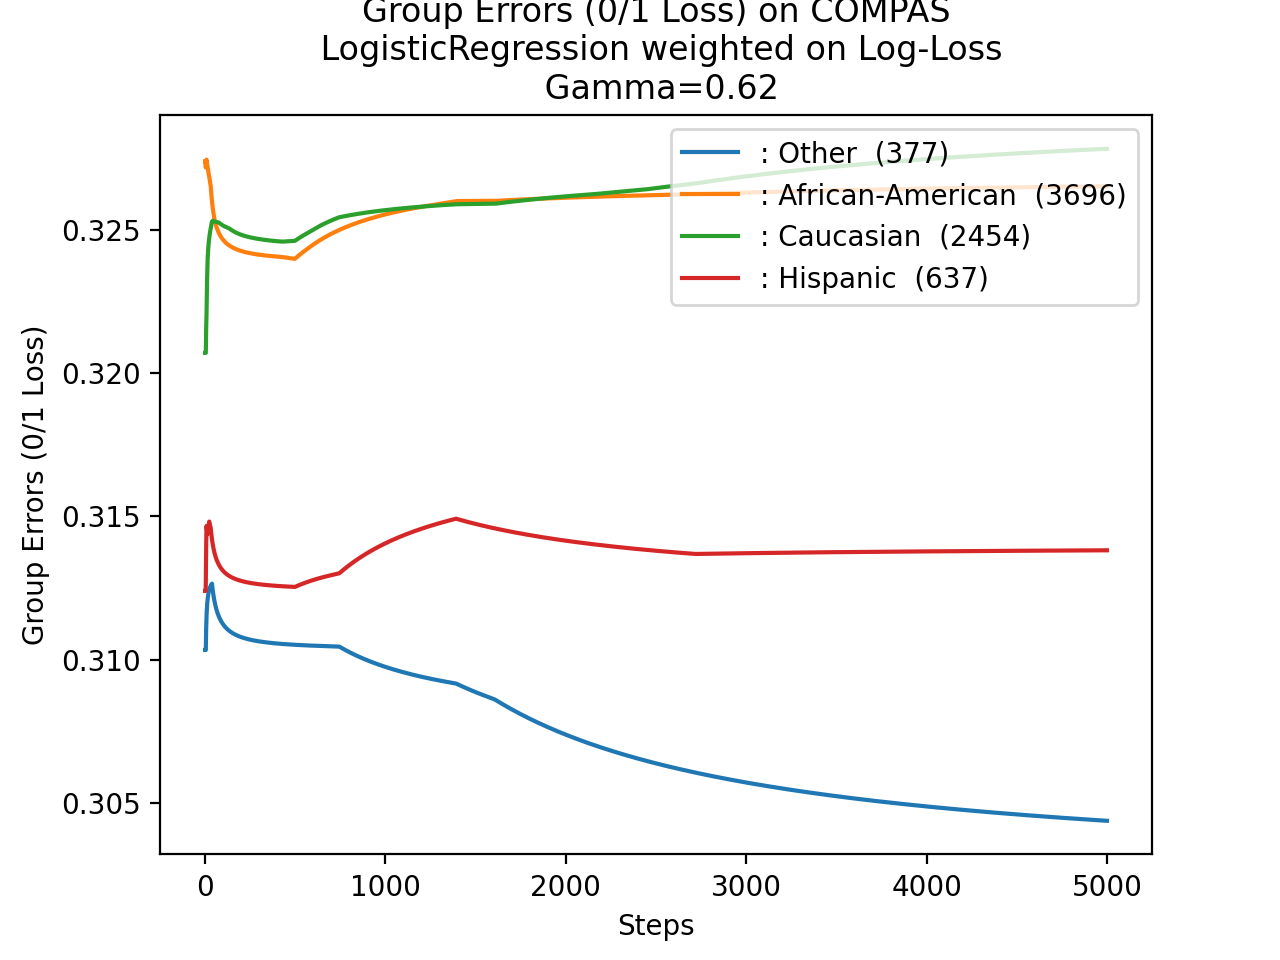 Group Errors (0/1 Loss) on COMPAS
LogisticRegression weighted on Log-Loss
Gamma=0.62
: Other (377)
: African-American (3696)
: Caucasian (2454)
: Hispanic (637)
Group Errors (0/1 Loss)
0.325
0.320
0.315
0.310
0.305
0 1000 2000 3000 4000 5000
Steps